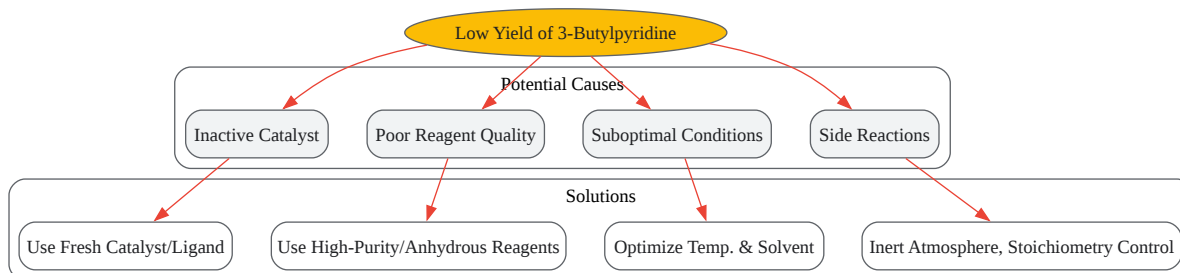 Low Yield of 3-Butylpyridine
Potential Causes
Inactive Catalyst
Poor Reagent Quality
Suboptimal Conditions
Side Reactions
Solutions
Use Fresh Catalyst/Ligand
Use High-Purity/Anhydrous Reagents
Optimize Temp. & Solvent
Inert Atmosphere, Stoichiometry Control